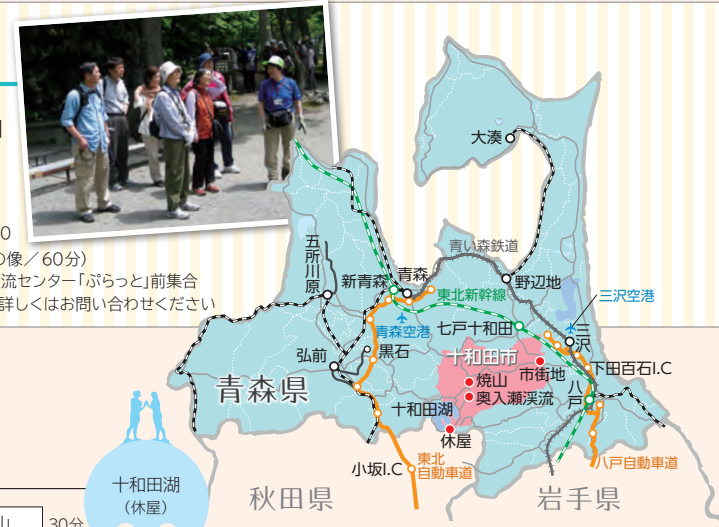 0
の像／60分）
流センター「ぷらっと」前集合
詳しくはお問い合わせください
大湊
青い森鉄道
五所川原
新青森
青森
野辺地
東北新幹線
三沢空港
青森空港
七戸十和田
三沢
弘前
黒石
十和田市
下田百石I.C
青森県
焼山
市街地
八戸
奥入瀬渓流
十和田湖
休屋
小坂I.C
東北
自動車道
八戸自動車道
秋田県
岩手県
十和田湖
（休屋）
山
30分